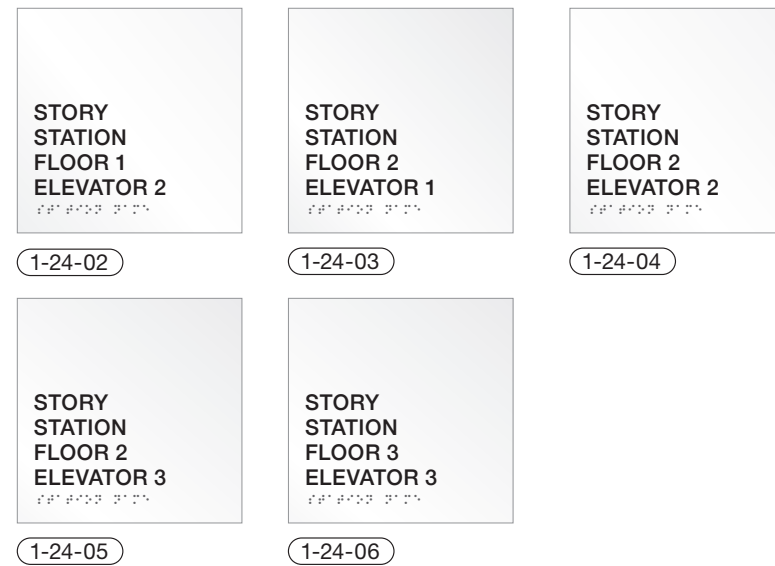 STORY
STATION
FLOOR 1
ELEVATOR 2
⠎⠞⠁⠞⠊⠕⠝ ⠝⠁⠍⠑
1-24-02
STORY
STATION
FLOOR 2
ELEVATOR 1
⠎⠞⠁⠞⠊⠕⠝ ⠝⠁⠍⠑
1-24-03
STORY
STATION
FLOOR 2
ELEVATOR 2
⠎⠞⠁⠞⠊⠕⠝ ⠝⠁⠍⠑
1-24-04
STORY
STATION
FLOOR 2
ELEVATOR 3
⠎⠞⠁⠞⠊⠕⠝ ⠝⠁⠍⠑
1-24-05
STORY
STATION
FLOOR 3
ELEVATOR 3
⠎⠞⠁⠞⠊⠕⠝ ⠝⠁⠍⠑
1-24-06